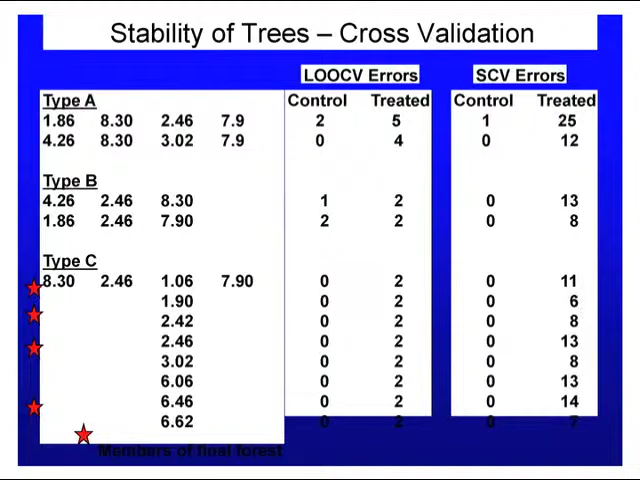 Stability of Trees – Cross Validation
LOOCV Errors SCV Errors
Type A Control Treated Control Treated
1.86 8.30 2.46 7.9 2 5 1 25
4.26 8.30 3.02 7.9 0 4 0 12
Type B
4.26 2.46 8.30 1 2 0 13
1.86 2.46 7.90 2 2 0 8
Type C
8.30 2.46 1.06 7.90 0 2 0 11
1.90 0 2 0 6
2.42 0 2 0 8
2.46 0 2 0 13
3.02 0 2 0 8
6.06 0 2 0 13
6.46 0 2 0 14
6.62 0 2 0 7
Members of final forest